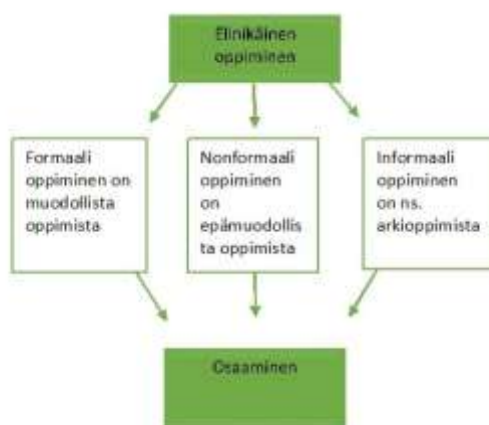 Elinikäinen
oppiminen
Formaali
oppiminen on
muodollista
oppimista
Nonformaali
oppiminen
on
epämuodollis
ta oppimista
Informaali
oppiminen
on ns.
arkioppimista
Osaaminen